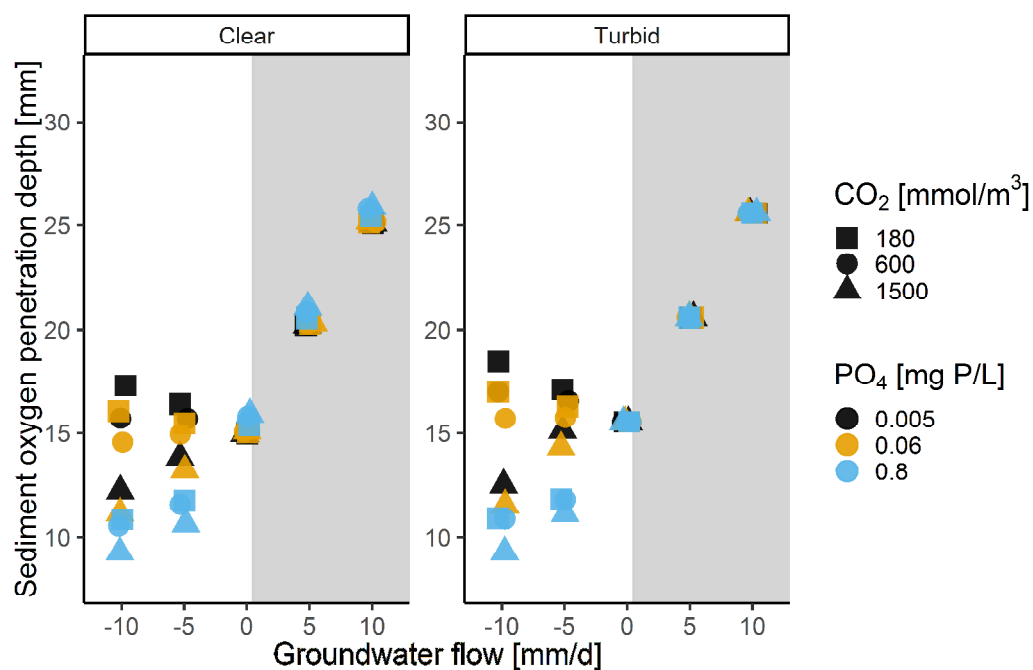 Clear
Turbid
Sediment oxygen penetration depth [mm]
30
25
20
15
10
30
25
20
15
10
-10 -5 0 5 10
-10 -5 0 5 10
Groundwater flow [mm/d]
CO₂ [mmol/m³]
180
600
1500
PO₄ [mg P/L]
0.005
0.06
0.8